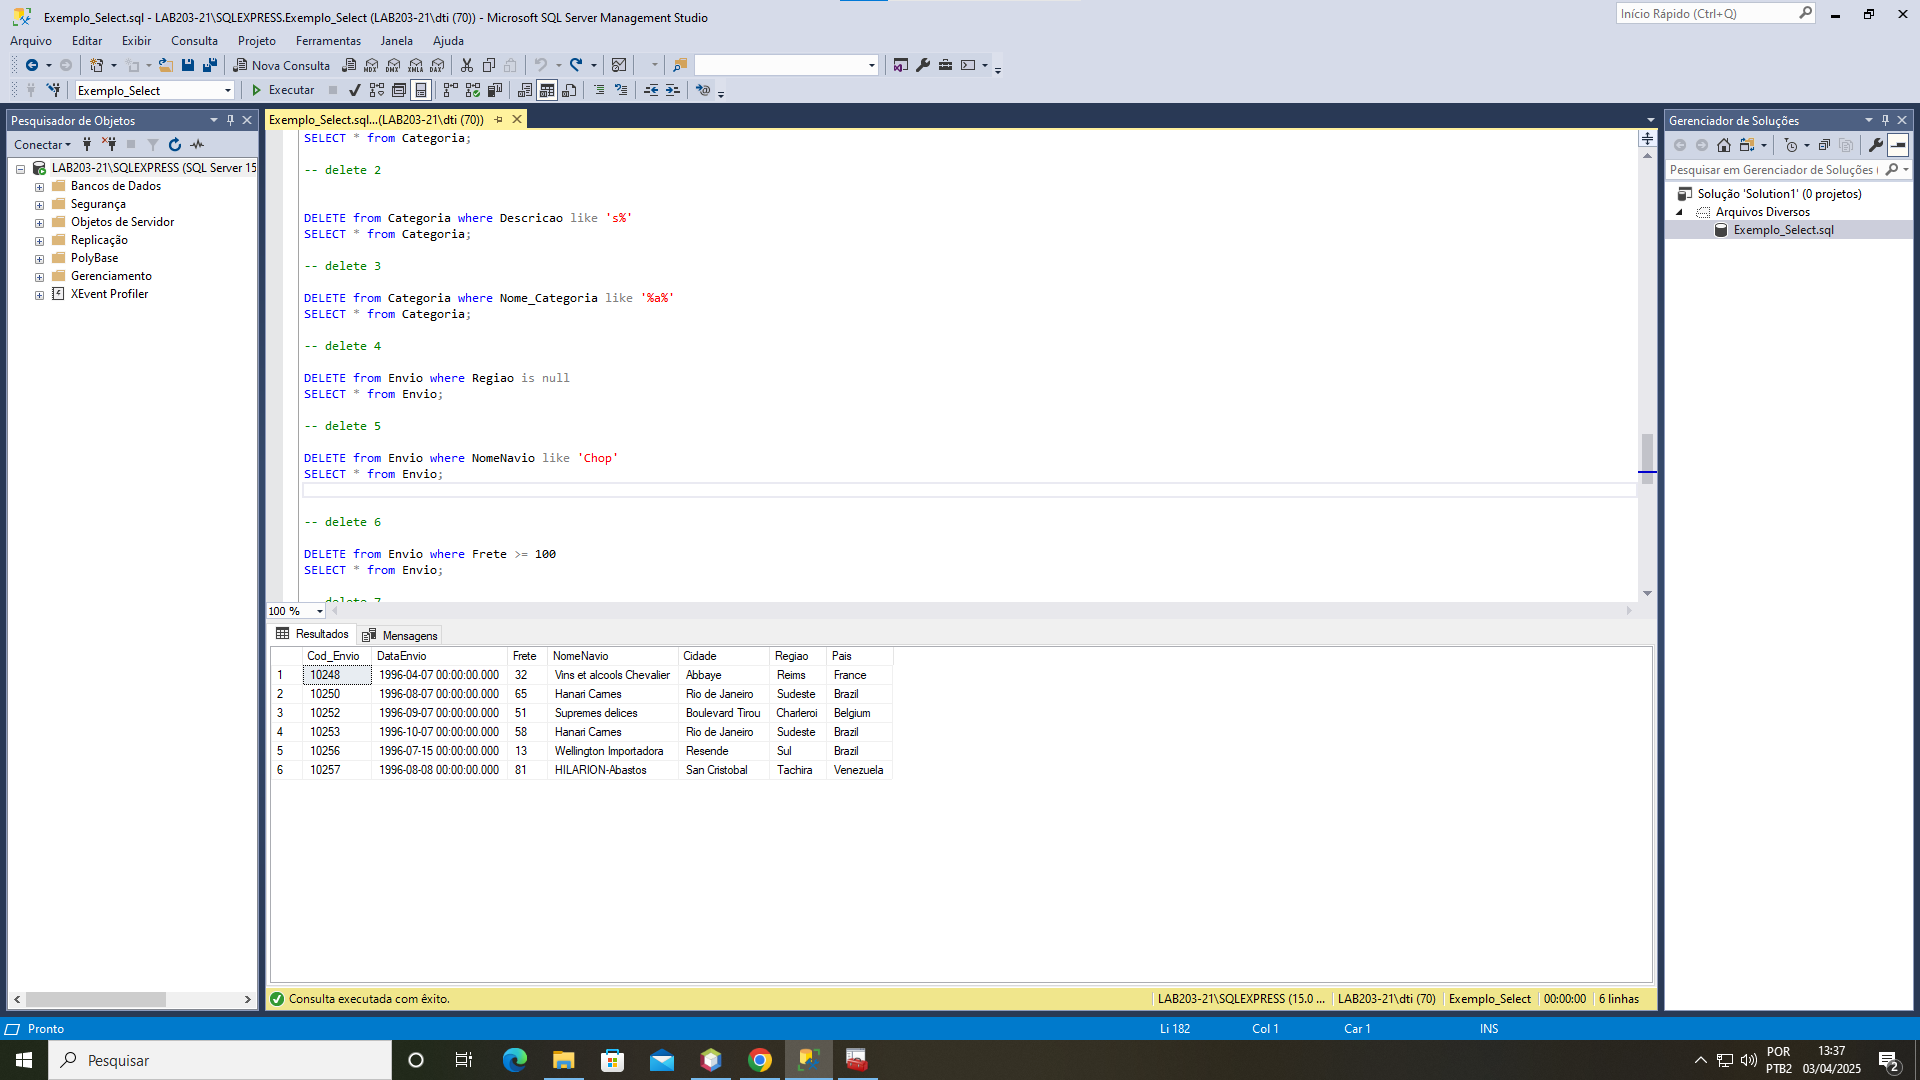 Exemplo_Select.sql - LAB203-21\SQLEXPRESS.Exemplo_Select (LAB203-21\dti (70)) - Microsoft SQL Server Management Studio
Início Rápido (Ctrl+Q)
Arquivo Editar Exibir Consulta Projeto Ferramentas Janela Ajuda
Nova Consulta
MDX DMX XMLA DAX
Exemplo_Select
Executar
Pesquisador de Objetos
Conectar
LAB203-21\SQLEXPRESS (SQL Server 15
Bancos de Dados
Segurança
Objetos de Servidor
Replicação
PolyBase
Gerenciamento
XEvent Profiler
Exemplo_Select.sql...(LAB203-21\dti (70))
SELECT * from Categoria;
-- delete 2
DELETE from Categoria where Descricao like 's%'
SELECT * from Categoria;
-- delete 3
DELETE from Categoria where Nome_Categoria like '%a%'
SELECT * from Categoria;
-- delete 4
DELETE from Envio where Regiao is null
SELECT * from Envio;
-- delete 5
DELETE from Envio where NomeNavio like 'Chop'
SELECT * from Envio;
-- delete 6
DELETE from Envio where Frete >= 100
SELECT * from Envio;
-- delete 7
100 %
Resultados Mensagens
Cod_Envio DataEnvio Frete NomeNavio Cidade Regiao Pais
1 10248 1996-04-07 00:00:00.000 32 Vins et alcools Chevalier Abbaye Reims France
2 10250 1996-08-07 00:00:00.000 65 Hanari Carnes Rio de Janeiro Sudeste Brazil
3 10252 1996-09-07 00:00:00.000 51 Supremes delices Boulevard Tirou Charleroi Belgium
4 10253 1996-10-07 00:00:00.000 58 Hanari Carnes Rio de Janeiro Sudeste Brazil
5 10256 1996-07-15 00:00:00.000 13 Wellington Importadora Resende Sul Brazil
6 10257 1996-08-08 00:00:00.000 81 HILARION-Abastos San Cristobal Tachira Venezuela
Consulta executada com êxito.
LAB203-21\SQLEXPRESS (15.0 ... LAB203-21\dti (70) Exemplo_Select 00:00:00 6 linhas
Gerenciador de Soluções
Pesquisar em Gerenciador de Soluções (
Solução 'Solution1' (0 projetos)
Arquivos Diversos
Exemplo_Select.sql
Pronto
Li 182 Col 1 Car 1 INS
Pesquisar
POR
PTB2
13:37
03/04/2025
2